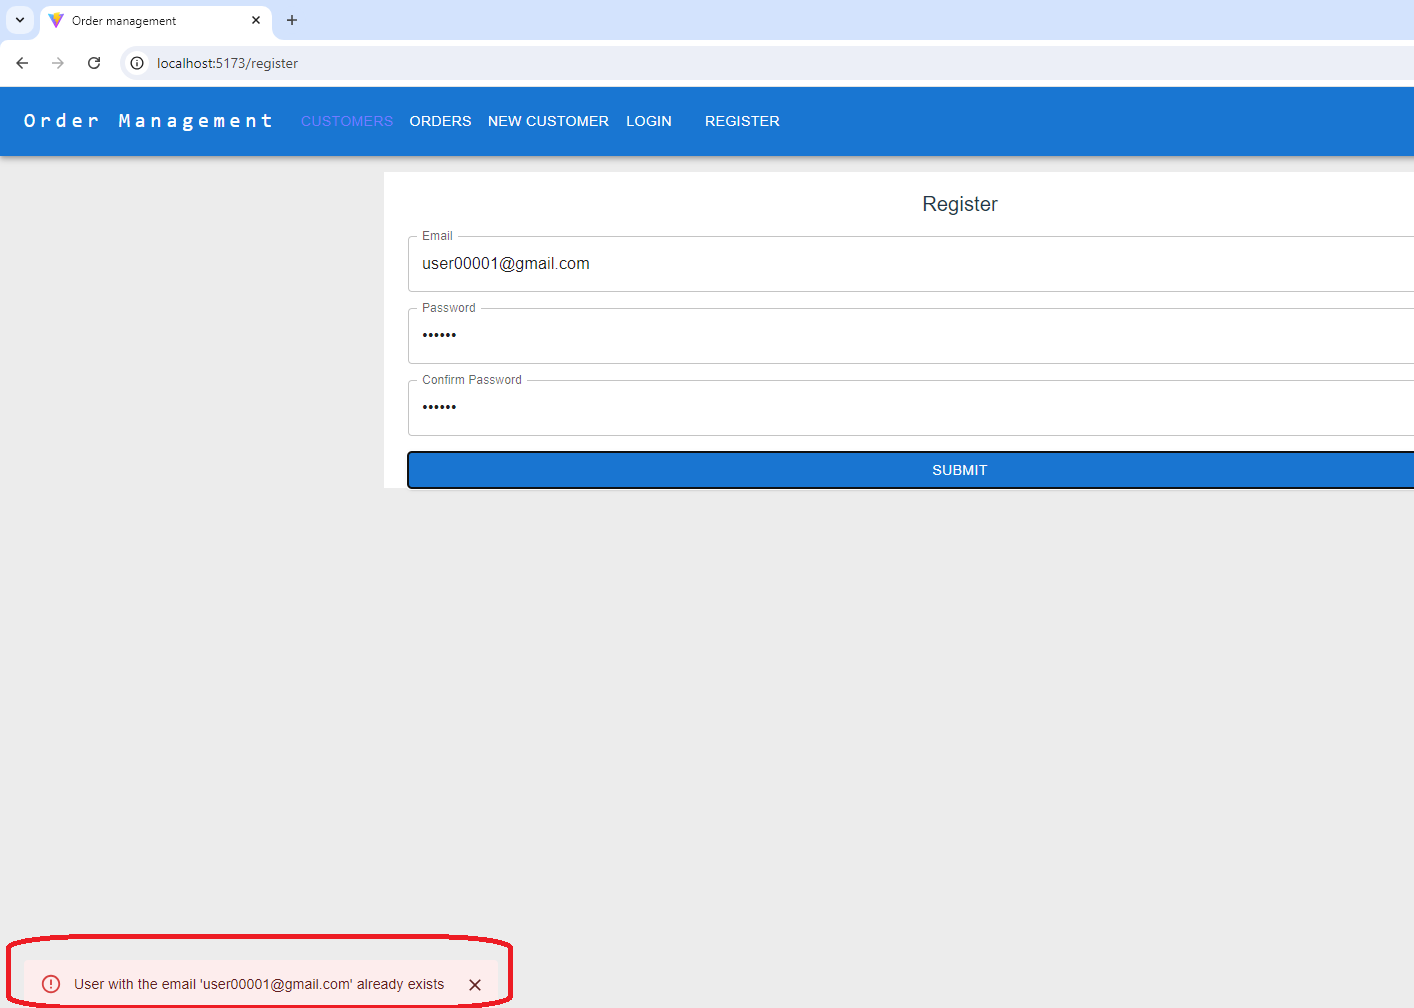 Order management
localhost:5173/register
Order Management CUSTOMERS ORDERS NEW CUSTOMER LOGIN REGISTER
Register
Email
user00001@gmail.com
Password
••••••
Confirm Password
••••••
SUBMIT
User with the email 'user00001@gmail.com' already exists